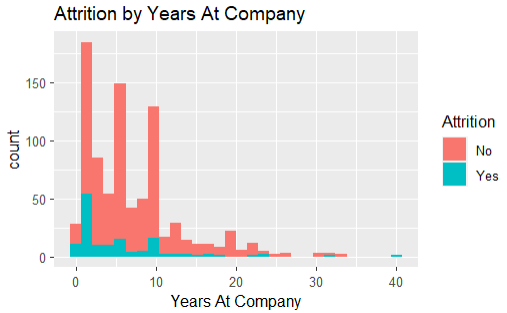 Attrition by Years At Company
150
100
50
0
count
0
10
20
30
40
Years At Company
Attrition
No
Yes